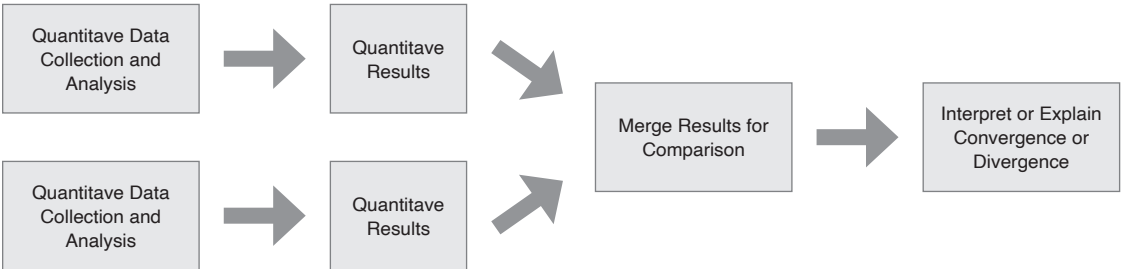 Quantitave Data
Collection and
Analysis
Quantitave
Results
Quantitave Data
Collection and
Analysis
Quantitave
Results
Merge Results for
Comparison
Interpret or Explain
Convergence or
Divergence